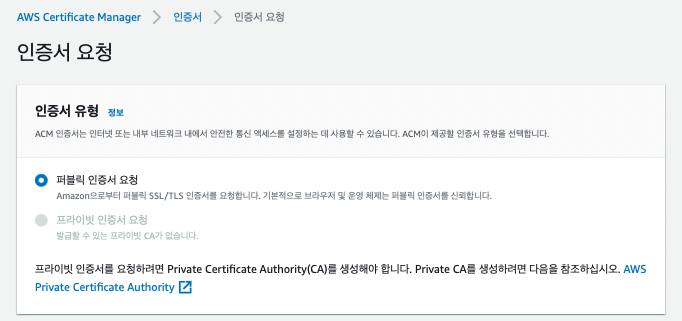 AWS Certificate Manager > 인증서 > 인증서 요청
인증서 요청
인증서 유형 정보
ACM 인증서는 인터넷 또는 내부 네트워크 내에서 안전한 통신 액세스를 설정하는 데 사용할 수 있습니다. ACM이 제공할 인증서 유형을 선택합니다.
퍼블릭 인증서 요청
Amazon으로부터 퍼블릭 SSL/TLS 인증서를 요청합니다. 기본적으로 브라우저 및 운영 체제는 퍼블릭 인증서를 신뢰합니다.
프라이빗 인증서 요청
발급할 수 있는 프라이빗 CA가 없습니다.
프라이빗 인증서를 요청하려면 Private Certificate Authority(CA)를 생성해야 합니다. Private CA를 생성하려면 다음을 참조하십시오. AWS
Private Certificate Authority